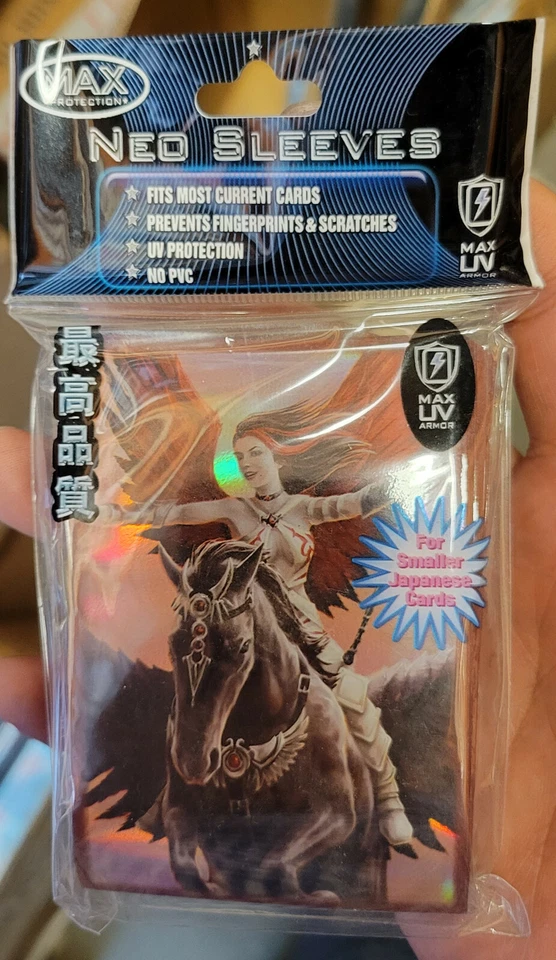 MAX
PROTECTION
NEO SLEEVES
FITS MOST CURRENT CARDS
PREVENTS FINGERPRINTS & SCRATCHES
UV PROTECTION
NO PVC
MAX
UV
ARMOR
最高品質
MAX
UV
ARMOR
For
Smaller
Japanese
Cards